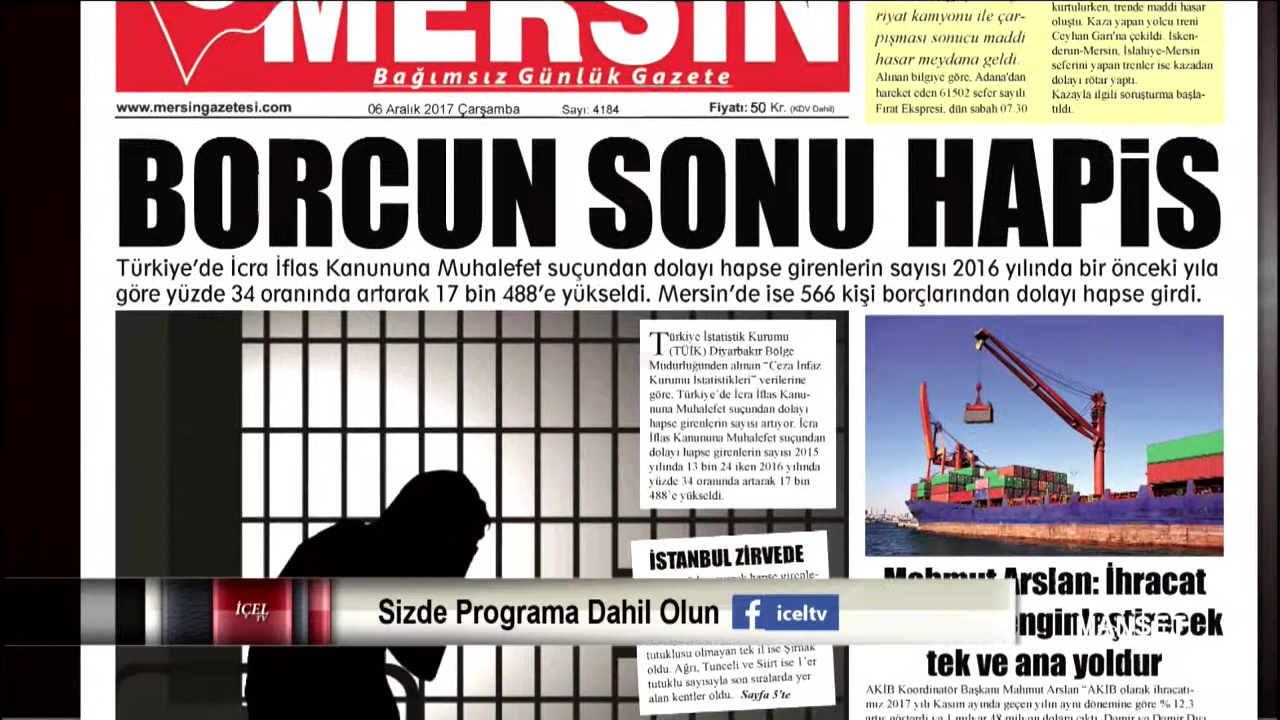 MERSİN
Bağımsız Günlük Gazete
www.mersingazetesi.com
06 Aralık 2017 Çarşamba
Sayı: 4184
Fiyatı: 50 Kr. (KDV Dahil)
riyat kamyonu ile çar-
pışması sonucu maddi
hasar meydana geldi.
Alınan bilgiye göre, Adana'dan
hareket eden 61502 sefer sayılı
Fırat Ekspresi, dün sabah 07.30
kurtulurken, trende maddi hasar
oluştu. Kaza yapan yolçu treni
Ceyhan Garı'na çekildi. İsken-
derun-Mersin, İslahiye-Mersin
seferini yapan trenler ise kazadan
dolayı rötar yaptı.
Kazayla ilgili soruşturma başla-
tıldı.
BORCUN SONU HAPiS
Türkiye'de İcra İflas Kanununa Muhalefet suçundan dolayı hapse girenlerin sayısı 2016 yılında bir önceki yıla
göre yüzde 34 oranında artarak 17 bin 488'e yükseldi. Mersin'de ise 566 kişi borçlarından dolayı hapse girdi.
Türkiye İstatistik Kurumu
(TÜİK) Diyarbakır Bölge
Müdürlüğünden alınan "Ceza İnfaz
Kurumu İstatistikleri" verilerine
göre, Türkiye'de İcra İflas Kanu-
nuna Muhalefet suçundan dolayı
hapse girenlerin sayısı artıyor. İcra
İflas Kanununa Muhalefet suçundan
dolayı hapse girenlerin sayısı 2015
yılında 13 bin 24 iken 2016 yılında
yüzde 34 oranında artarak 17 bin
488'e yükseldi.
İSTANBUL ZİRVEDE
hapse girenle-
tutuklusu olmayan tek il ise Şırnak
oldu. Ağrı, Tunceli ve Siirt ise 1'er
tutuklu sayısıyla son sıralarda yer
alan kentler oldu. Sayfa 5'te
Mahmut Arslan: İhracat
tek ve ana yoldur
AKİB Koordinatör Başkanı Mahmut Arslan "AKİB olarak ihracatı-
mız 2017 yılı Kasım ayında geçen yılın aynı dönemine göre % 12,3
MANŞET
İÇEL
TV
Sizde Programa Dahil Olun
f iceltv